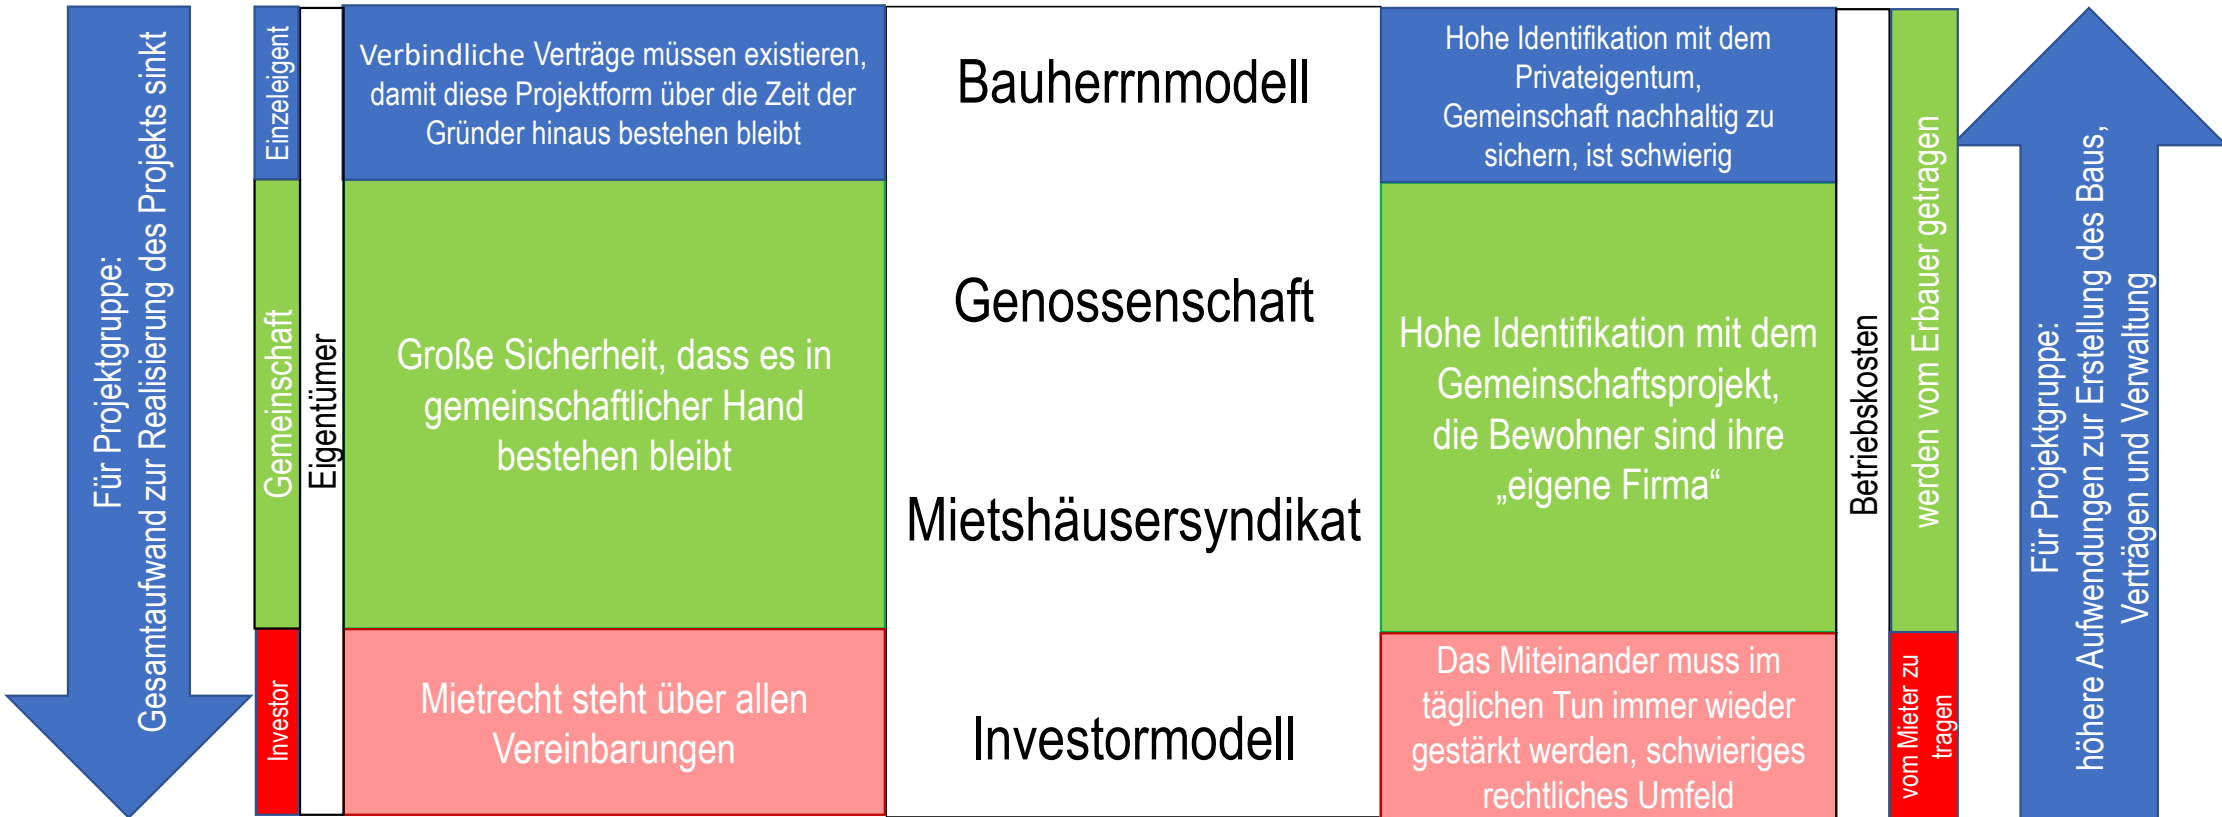 Für Projektgruppe:
Gesamtaufwand zur Realisierung des Projekts sinkt
Einzeleigent
Gemeinschaft
Investor
Eigentümer
Verbindliche Verträge müssen existieren,
damit diese Projektform über die Zeit der
Gründer hinaus bestehen bleibt
Große Sicherheit, dass es in
gemeinschaftlicher Hand
bestehen bleibt
Mietrecht steht über allen
Vereinbarungen
Bauherrnmodell
Genossenschaft
Mietshäusersyndikat
Investormodell
Hohe Identifikation mit dem
Privateigentum,
Gemeinschaft nachhaltig zu
sichern, ist schwierig
Hohe Identifikation mit dem
Gemeinschaftsprojekt,
die Bewohner sind ihre
„eigene Firma“
Das Miteinander muss im
täglichen Tun immer wieder
gestärkt werden, schwieriges
rechtliches Umfeld
Betriebskosten
werden vom Erbauer getragen
vom Mieter zu
tragen
Für Projektgruppe:
höhere Aufwendungen zur Erstellung des Baus,
Verträgen und Verwaltung